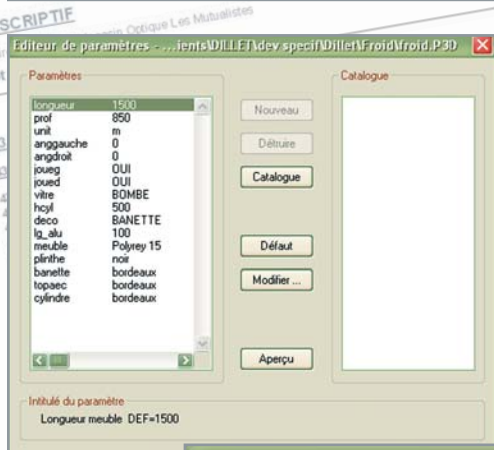 SCRIPTIF
Optique Les Mutualistes
Editeur de paramètres - ...ients\DILLET\dev specif\Dillet\Froid\froid.P3D
Paramètres
Catalogue
longueur 1500
prof 850
unit m
anggauche 0
angdroit 0
joueg OUI
joued OUI
vitre BOMBE
hcyl 500
deco BANETTE
lg_alu 100
meuble Polyrey 15
plinthe noir
banette bordeaux
topaec bordeaux
cylindre bordeaux
Nouveau
Détruire
Catalogue
Défaut
Modifier ...
Aperçu
Intitulé du paramètre
Longueur meuble DEF=1500